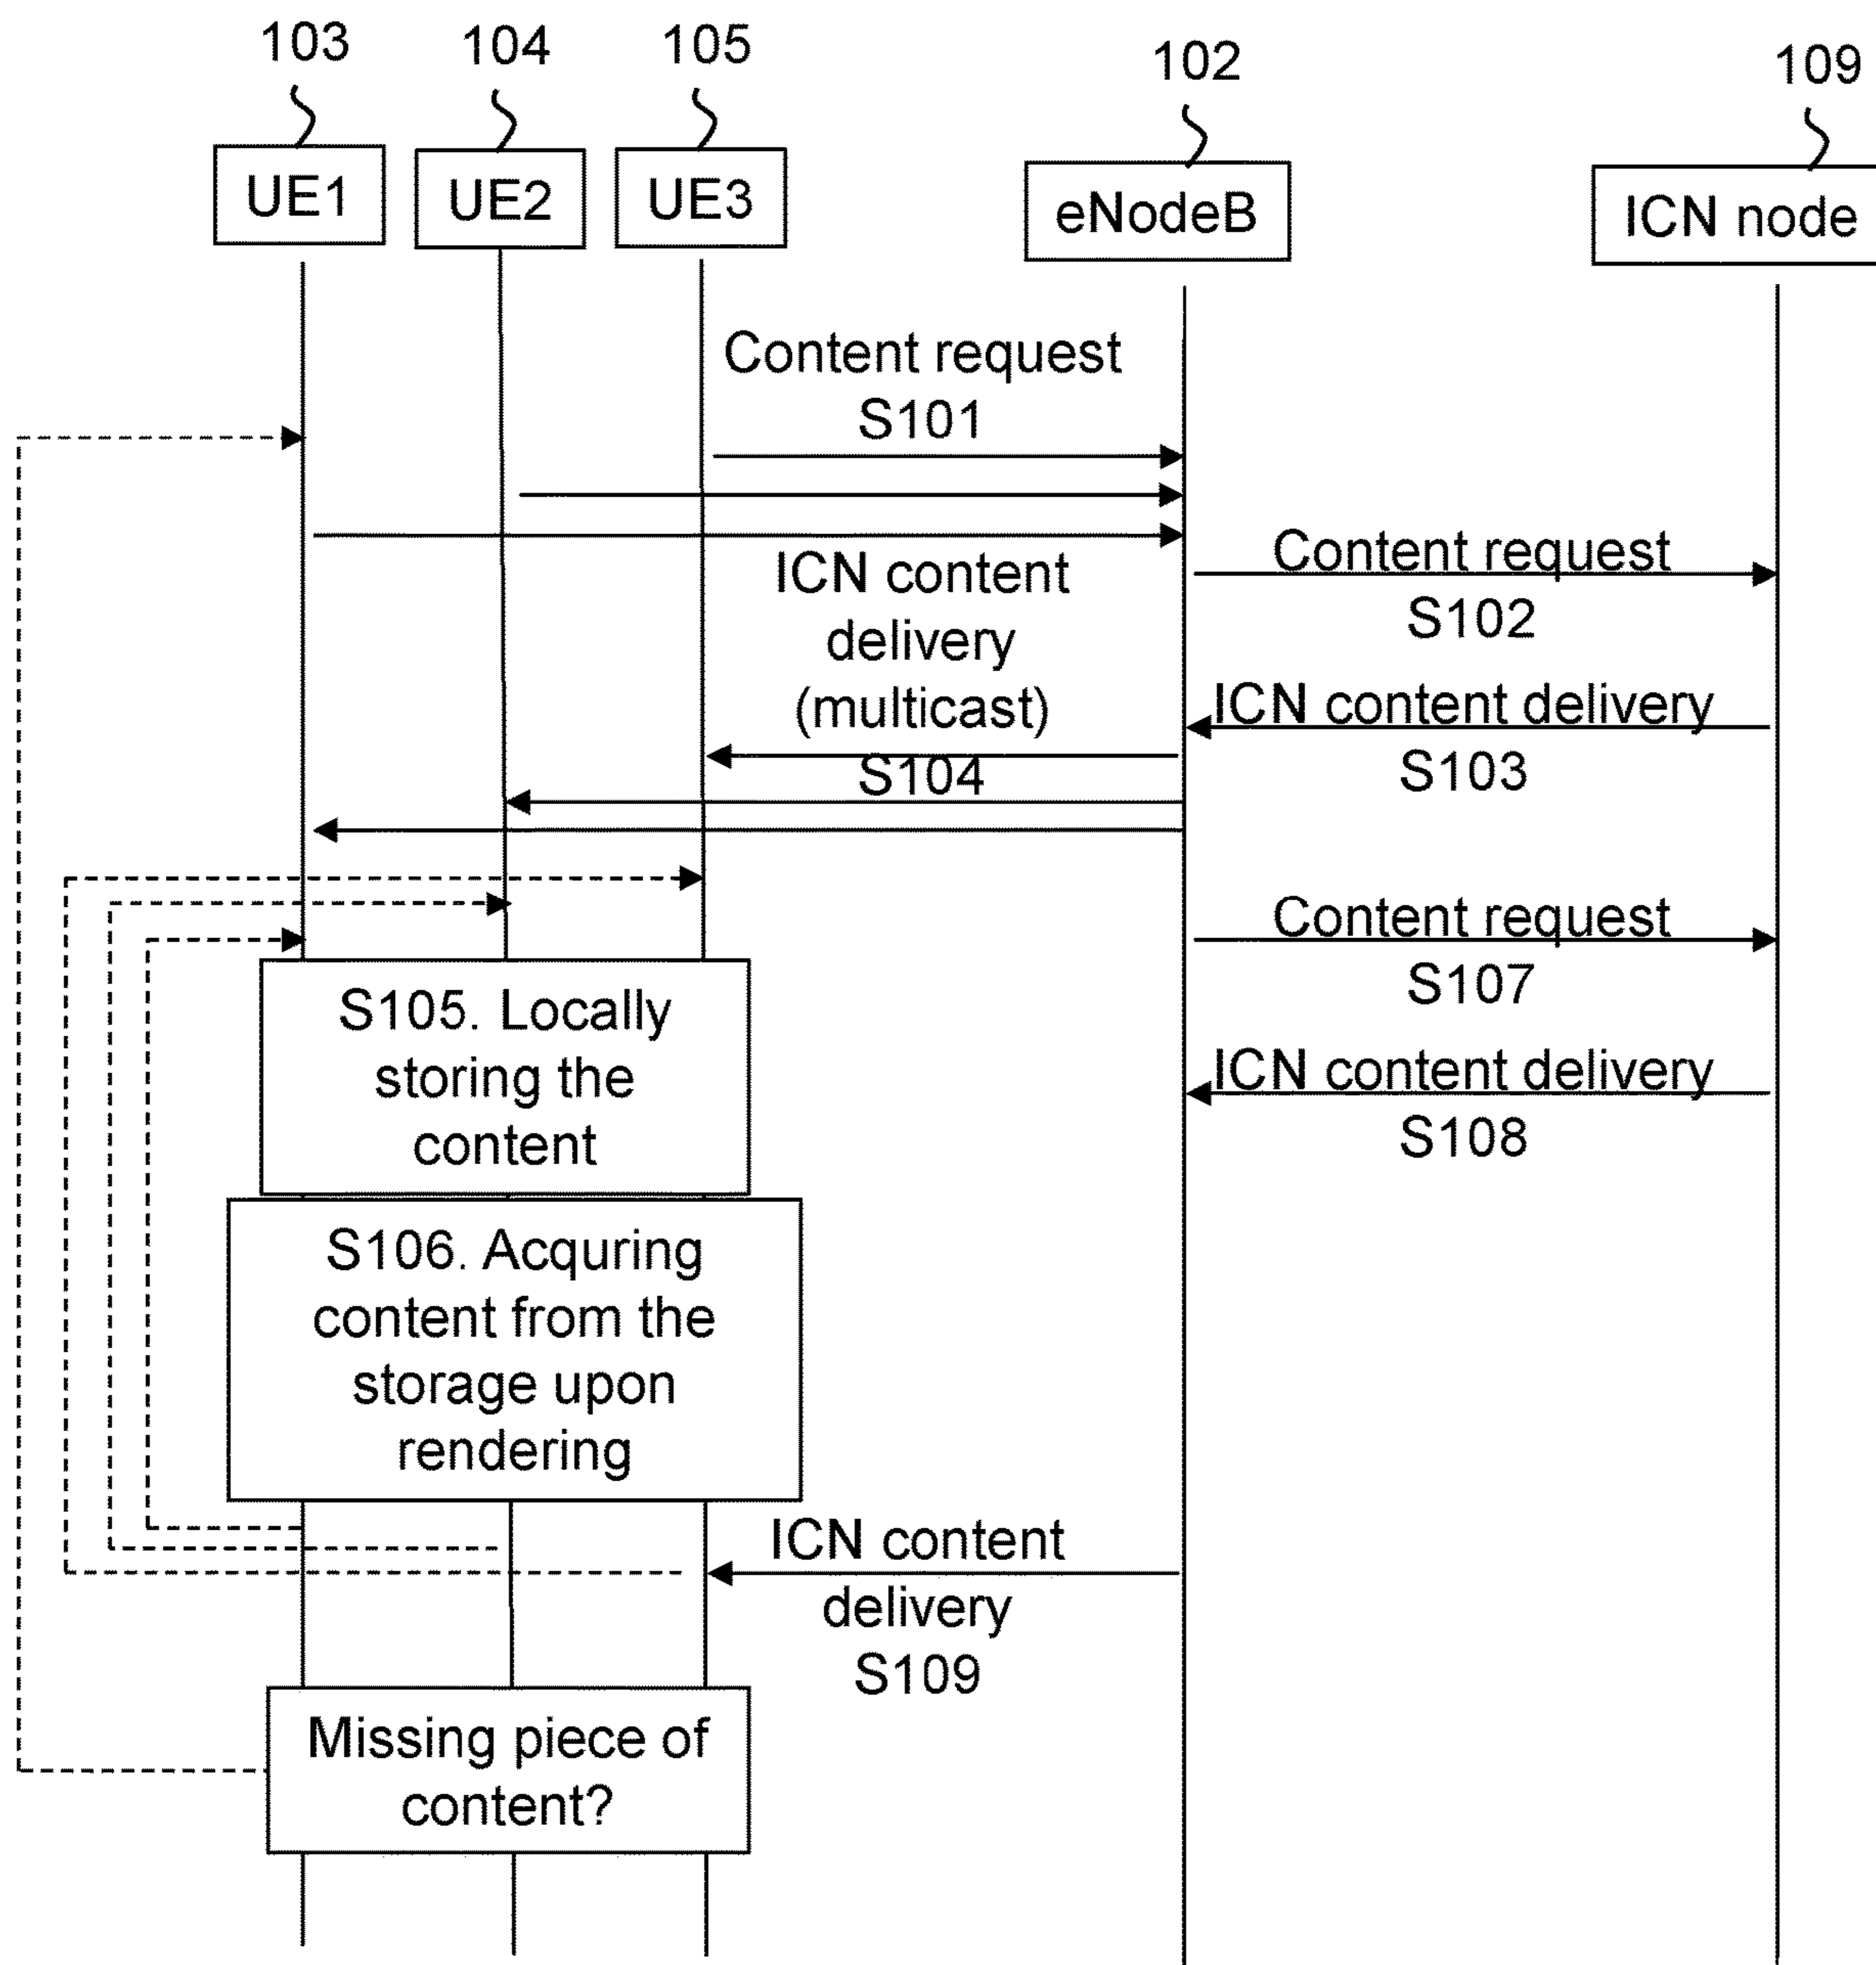 103
104
105
102
109
UE1
UE2
UE3
eNodeB
ICN node
Content request
S101
ICN content
delivery
(multicast)
S104
Content request
S102
ICN content delivery
S103
Content request
S107
ICN content delivery
S108
S105. Locally
storing the
content
S106. Acquring
content from the
storage upon
rendering
ICN content
delivery
S109
Missing piece of
content?